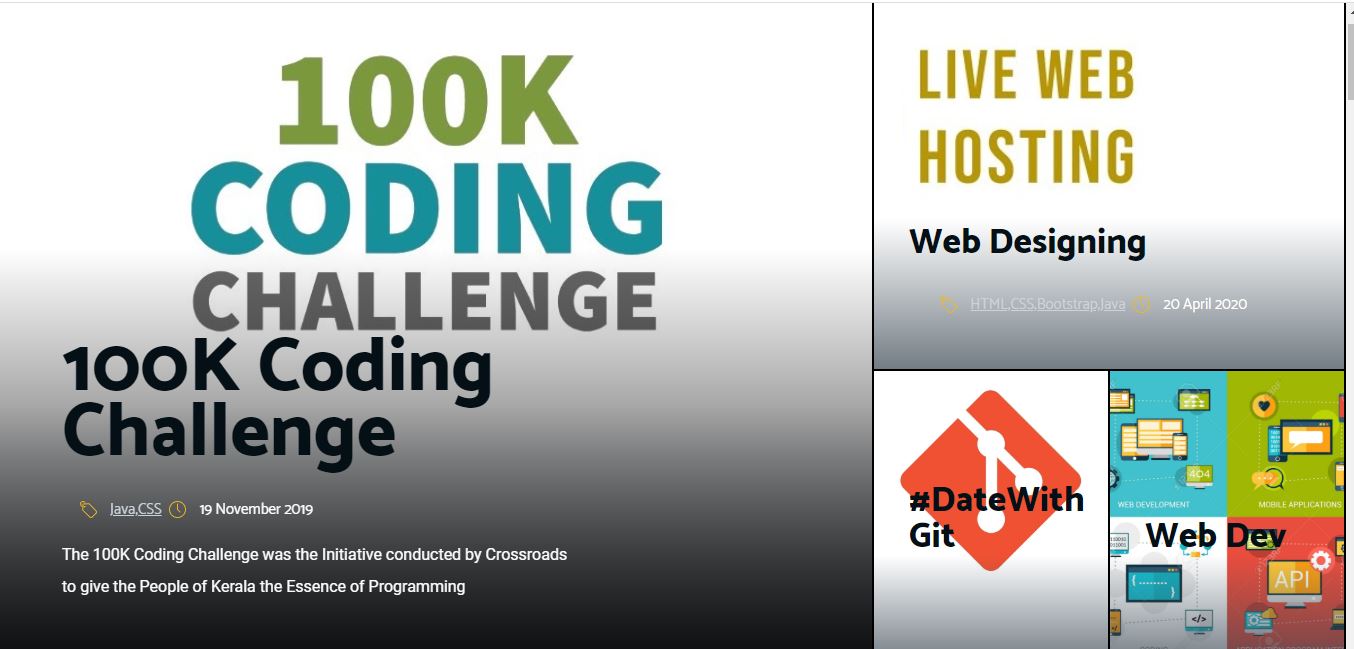 100K
CODING
CHALLENGE
100K Coding
Challenge
Java,CSS 19 November 2019
The 100K Coding Challenge was the Initiative conducted by Crossroads
to give the People of Kerala the Essence of Programming
LIVE WEB
HOSTING
Web Designing
HTML,CSS,Bootstrap,Java 20 April 2020
#DateWith
Git
404
WEB DEVELOPMENT
MOBILE APPLICATIONS
Web Dev
API